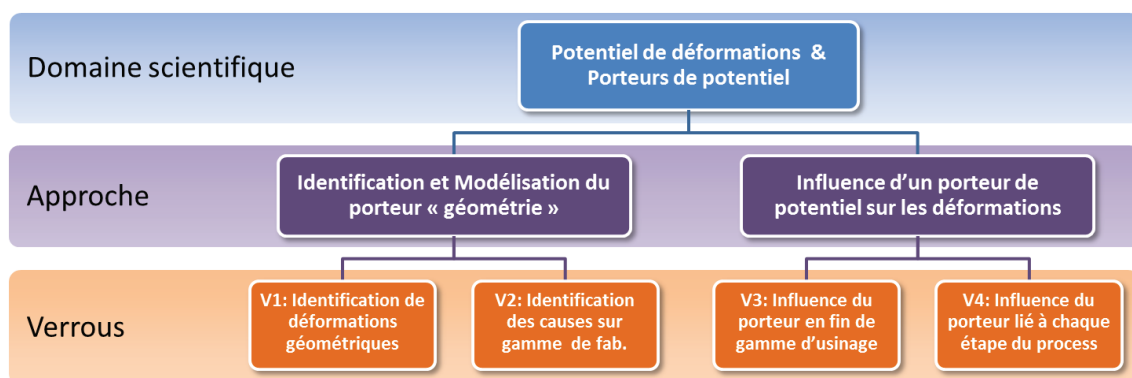 Domaine scientifique
Potentiel de déformations &
Porteurs de potentiel
Approche
Identification et Modélisation du
porteur « géométrie »
Influence d'un porteur de
potentiel sur les déformations
Verrous
V1: Identification de
déformations
géométriques
V2: Identification
des causes sur
gamme de fab.
V3: Influence du
porteur en fin de
gamme d'usinage
V4: Influence du
porteur lié à chaque
étape du process